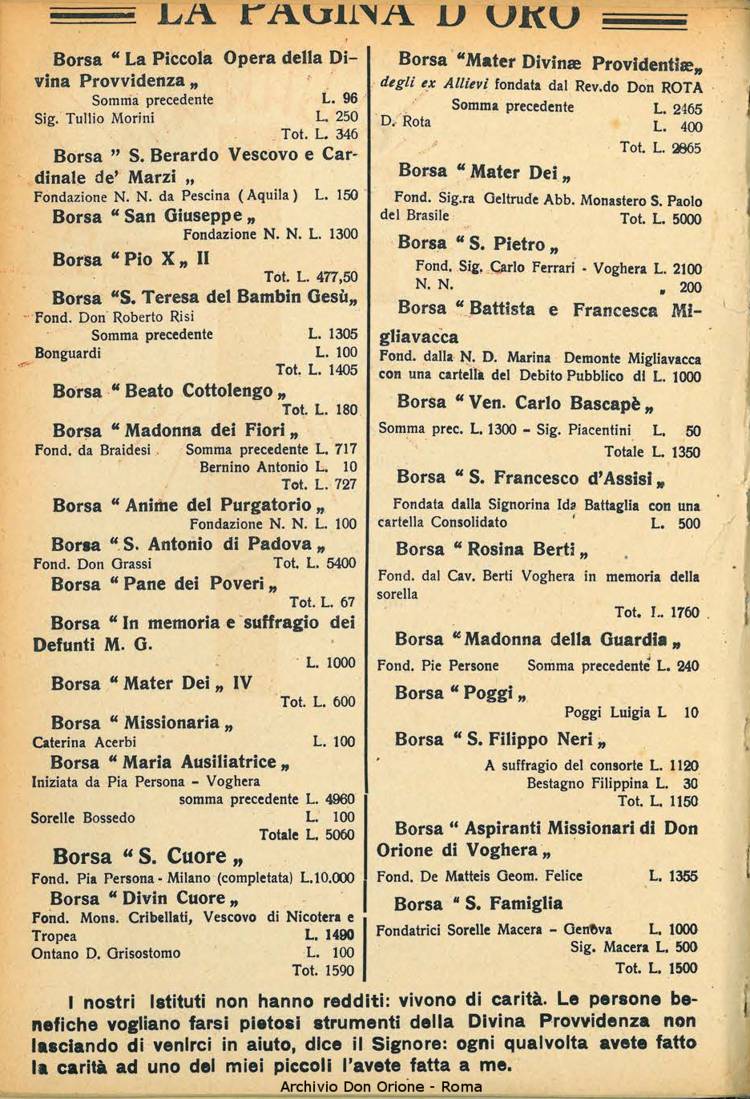 LA PAGINA D'ORO
Borsa “ La Piccola Opera della Di-
vina Provvidenza „
Somma precedente L. 96
Sig. Tullio Morini L. 250
Tot. L. 346
Borsa ” S. Berardo Vescovo e Car-
dinale de' Marzi „
Fondazione N. N. da Pescina ( Aquila ) L. 150
Borsa “ San Giuseppe „
Fondazione N. N. L. 1300
Borsa “ Pio X „ II
Tot. L. 477,50
Borsa “S. Teresa del Bambin Gesù„
Fond. Don Roberto Risi
Somma precedente L. 1305
Bonguardi L. 100
Tot. L. 1405
Borsa “ Beato Cottolengo „
Tot. L. 180
Borsa “ Madonna dei Fiori „
Fond. da Braidesi. Somma precedente L. 717
Bernino Antonio L. 10
Tot. L. 727
Borsa “ Anime del Purgatorio „
Fondazione N. N. L. 100
Borsa “ S. Antonio di Padova „
Fond. Don Grassi Tot. L. 5400
Borsa “ Pane dei Poveri „
Tot. L. 67
Borsa “ In memoria e suffragio dei
Defunti M. G.
L. 1000
Borsa “ Mater Dei „ IV
Tot. L. 600
Borsa “ Missionaria „
Caterina Acerbi L. 100
Borsa “ Maria Ausiliatrice „
Iniziata da Pia Persona – Voghera
somma precedente L. 4960
Sorelle Bossedo L. 100
Totale L. 5060
Borsa “ S. Cuore „
Fond. Pia Persona - Milano (completata) L.10.000
Borsa “ Divin Cuore „
Fond. Mons. Cribellati, Vescovo di Nicotera e
Tropea L. 1490
Ontano D. Grisostomo L. 100
Tot. 1590
Borsa “Mater Divinæ Providentiæ„
degli ex Allievi fondata dal Rev.do Don ROTA
Somma precedente L. 2465
D. Rota L. 400
Tot. L. 2865
Borsa “ Mater Dei „
Fond. Sig.ra Geltrude Abb. Monastero S. Paolo
del Brasile Tot. L. 5000
Borsa “ S. Pietro „
Fond. Sig. Carlo Ferrari - Voghera L. 2100
N. N. „ 200
Borsa “ Battista e Francesca Mi-
gliavacca
Fond. dalla N. D. Marina Demonte Migliavacca
con una cartella del Debito Pubblico di L. 1000
Borsa “ Ven. Carlo Bascapè „
Somma prec. L. 1300 – Sig. Piacentini L. 50
Totale L. 1350
Borsa “ S. Francesco d'Assisi „
Fondata dalla Signorina Ida Battaglia con una
cartella Consolidato L. 500
Borsa “ Rosina Berti „
Fond. dal Cav. Berti Voghera in memoria della
sorella
Tot. L. 1760
Borsa “ Madonna della Guardia „
Fond. Pie Persone Somma precedente L. 240
Borsa “ Poggi „
Poggi Luigia L 10
Borsa “ S. Filippo Neri „
A suffragio del consorte L. 1120
Bestagno Filippina L. 30
Tot. L. 1150
Borsa “ Aspiranti Missionari di Don
Orione di Voghera „
Fond. De Matteis Geom. Felice L. 1355
Borsa “ S. Famiglia
Fondatrici Sorelle Macera – Genova L. 1000
Sig. Macera L. 500
Tot. L. 1500
I nostri Istituti non hanno redditi: vivono di carità. Le persone be-
nefiche vogliano farsi pietosi strumenti della Divina Provvidenza non
lasciando di venirci in aiuto, dice il Signore: ogni qualvolta avete fatto
la carità ad uno dei miei piccoli l'avete fatta a me.
Archivio Don Orione - Roma